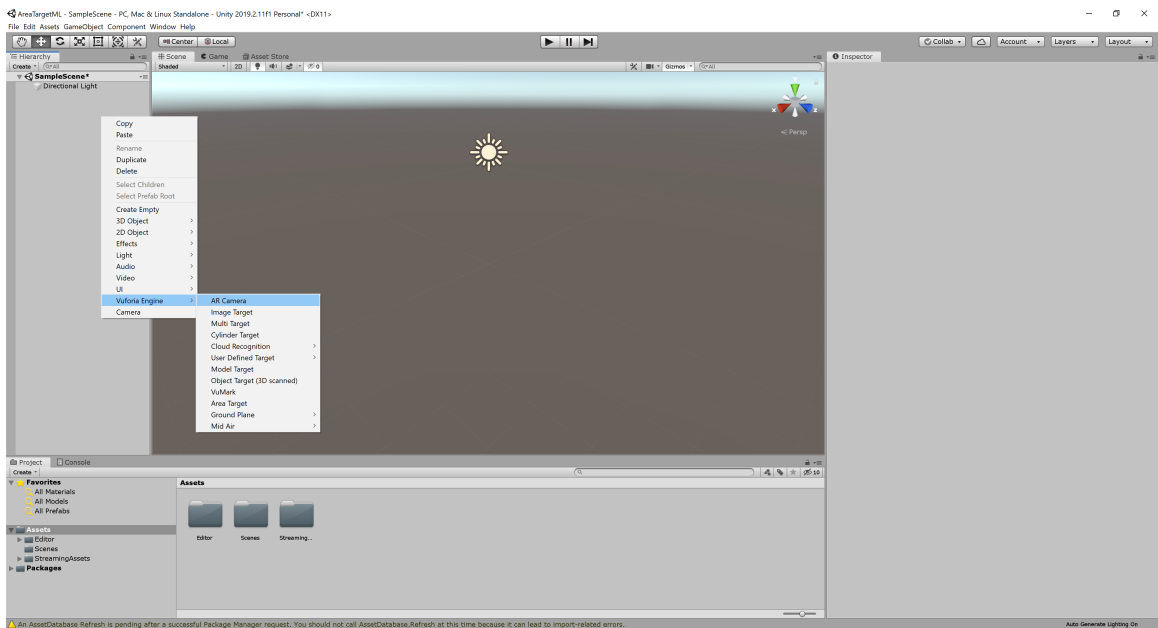 AreaTargetML - SampleScene - PC, Mac & Linux Standalone - Unity 2019.2.11f1 Personal* <DX11>
File Edit Assets GameObject Component Window Help
Center Local Collab Account Layers Layout
Hierarchy
Create All
SampleScene*
Directional Light
Scene Game Asset Store
Shaded 2D 0 Gizmos All
x z
Persp
Inspector
Copy
Paste
Rename
Duplicate
Delete
Select Children
Select Prefab Root
Create Empty
3D Object
2D Object
Effects
Light
Audio
Video
UI
Vuforia Engine
Camera
AR Camera
Image Target
Multi Target
Cylinder Target
Cloud Recognition
User Defined Target
Model Target
Object Target (3D scanned)
VuMark
Area Target
Ground Plane
Mid Air
Project Console
Create 10
Favorites
All Materials
All Models
All Prefabs
Assets
Editor
Scenes
StreamingAssets
Packages
Assets
Editor Scenes Streaming...
An AssetDatabase Refresh is pending after a successful Package Manager request. You should not call AssetDatabase.Refresh at this time because it can lead to import-related errors.
Auto Generate Lighting On